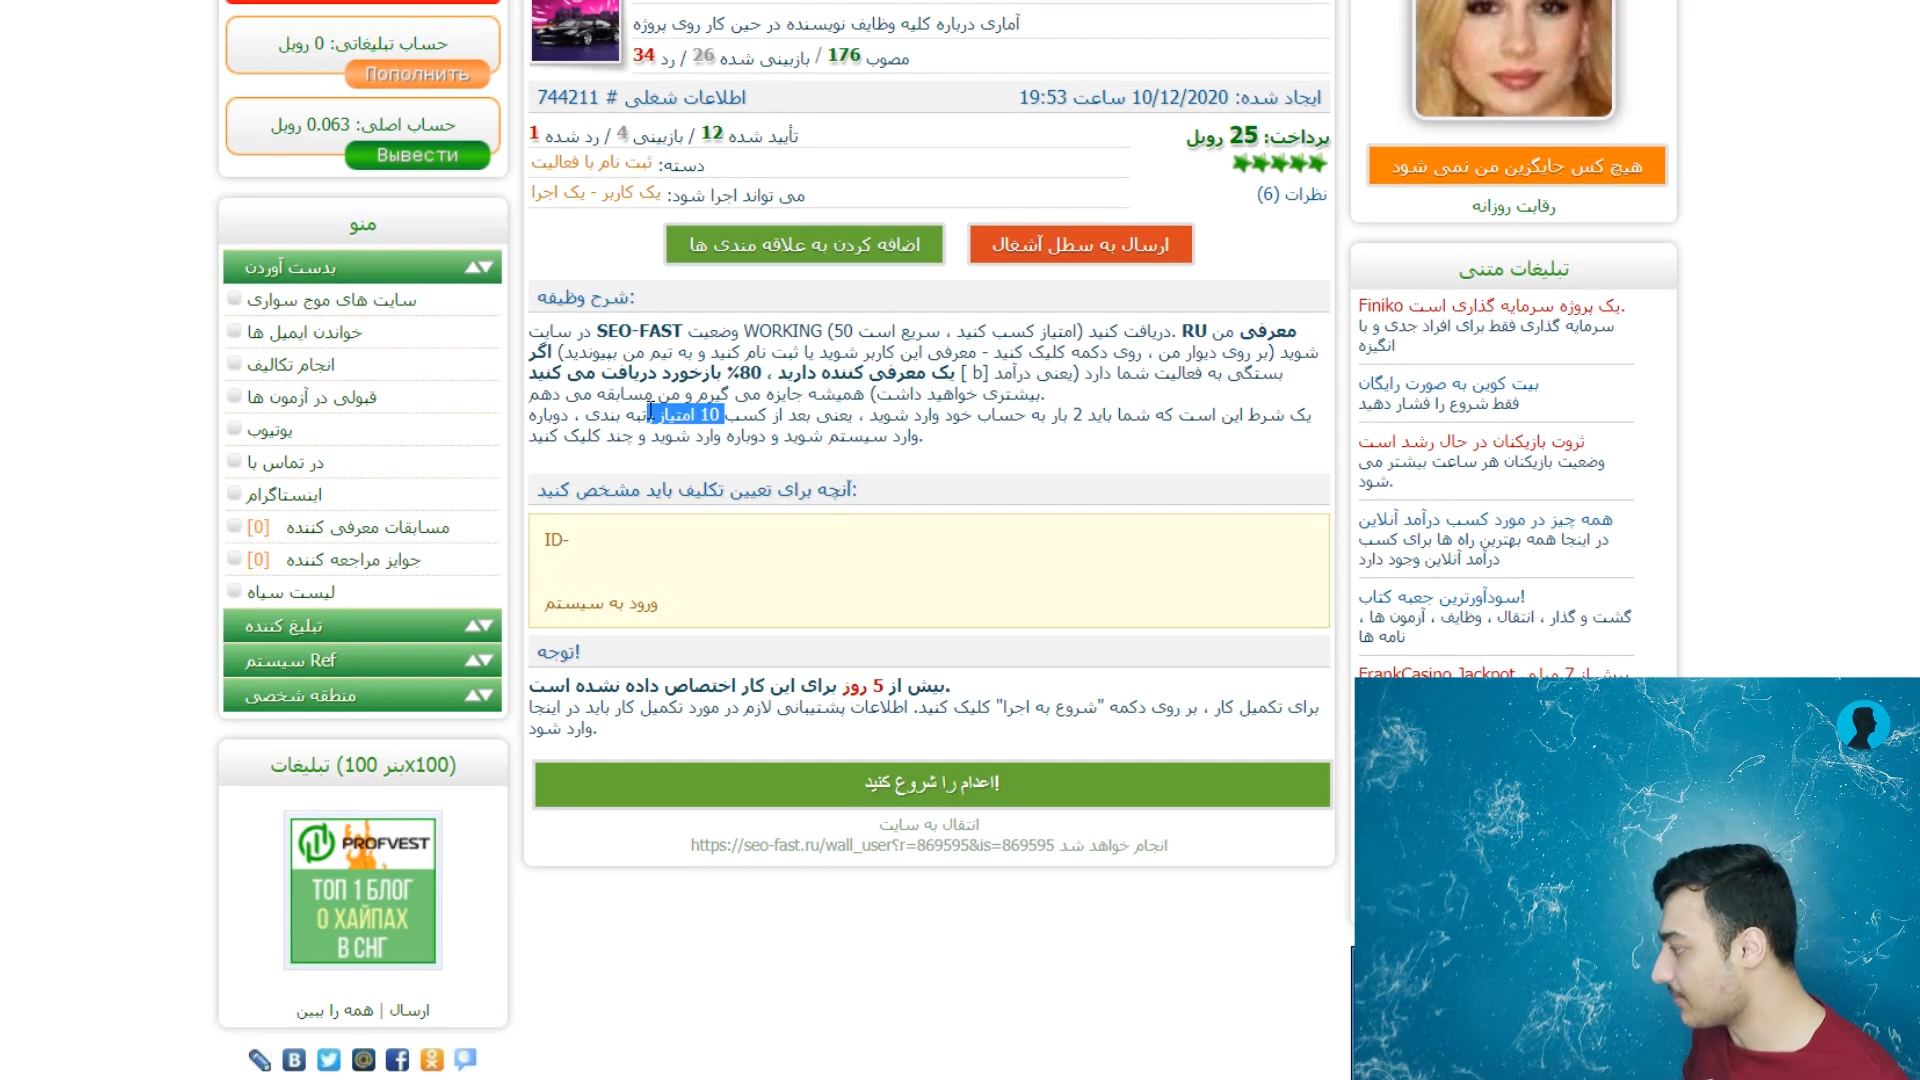 حساب تبلیغاتی: 0 روبل
Пополнить
حساب اصلی: 0.063 روبل
Вывести
منو
بدست آوردن
سایت های موج سواری
خواندن ایمیل ها
انجام تکالیف
قبولی در آزمون ها
یوتیوب
در تماس با
اینستاگرام
مسابقات معرفی کننده [0]
جوایز مراجعه کننده [0]
لیست سیاه
تبلیغ کننده
سیستم Ref
منطقه شخصی
تبلیغات (100 بنرx100)
PROFVEST
ТОП 1 БЛОГ
О ХАЙПАХ
В СНГ
ارسال | همه را ببین
آماری درباره کلیه وظایف نویسنده در حین کار روی پروژه
مصوب 176 / بازبینی شده 26 / رد 34
اطلاعات شغلی # 744211
ایجاد شده: 10/12/2020 ساعت 19:53
تأیید شده 12 / بازبینی 4 / رد شده 1
پرداخت: 25 روبل
دسته: ثبت نام با فعالیت
می تواند اجرا شود: یک کاربر - یک اجرا
نظرات (6)
اضافه کردن به علاقه مندی ها
ارسال به سطل آشغال
شرح وظیفه:
در سایت SEO-FAST وضعیت WORKING (50 امتیاز کسب کنید ، سریع است) دریافت کنید. RU معرفی من
شوید (بر روی دیوار من ، روی دکمه کلیک کنید - معرفی این کاربر شوید یا ثبت نام کنید و به تیم من بپیوندید) اگر
یک معرفی کننده دارید ، 80٪ بازخورد دریافت می کنید [b ] بستگی به فعالیت شما دارد (یعنی درآمد
بیشتری خواهید داشت) همیشه جایزه می گیرم و من مسابقه می دهم.
یک شرط این است که شما باید 2 بار به حساب خود وارد شوید ، یعنی بعد از کسب 10 امتیاز رتبه بندی ، دوباره
وارد سیستم شوید و دوباره وارد شوید و چند کلیک کنید.
آنچه برای تعیین تکلیف باید مشخص کنید:
ID-
ورود به سیستم
توجه!
بیش از 5 روز برای این کار اختصاص داده نشده است.
برای تکمیل کار ، بر روی دکمه "شروع به اجرا" کلیک کنید. اطلاعات پشتیبانی لازم در مورد تکمیل کار باید در اینجا
وارد شود.
اعدام را شروع کنید!
انتقال به سایت
https://seo-fast.ru/wall_user?r=869595&is=869595 انجام خواهد شد
هیچ کس جایگزین من نمی شود
رقابت روزانه
تبلیغات متنی
Finiko یک پروژه سرمایه گذاری است.
سرمایه گذاری فقط برای افراد جدی و با
انگیزه
بیت کوین به صورت رایگان
فقط شروع را فشار دهید
ثروت بازیکنان در حال رشد است
وضعیت بازیکنان هر ساعت بیشتر می
شود.
همه چیز در مورد کسب درآمد آنلاین
در اینجا همه بهترین راه ها برای کسب
درآمد آنلاین وجود دارد
سودآورترین جعبه کتاب!
گشت و گذار ، انتقال ، وظایف ، آزمون ها ،
نامه ها
FrankCasino Jackpot بیش از 7